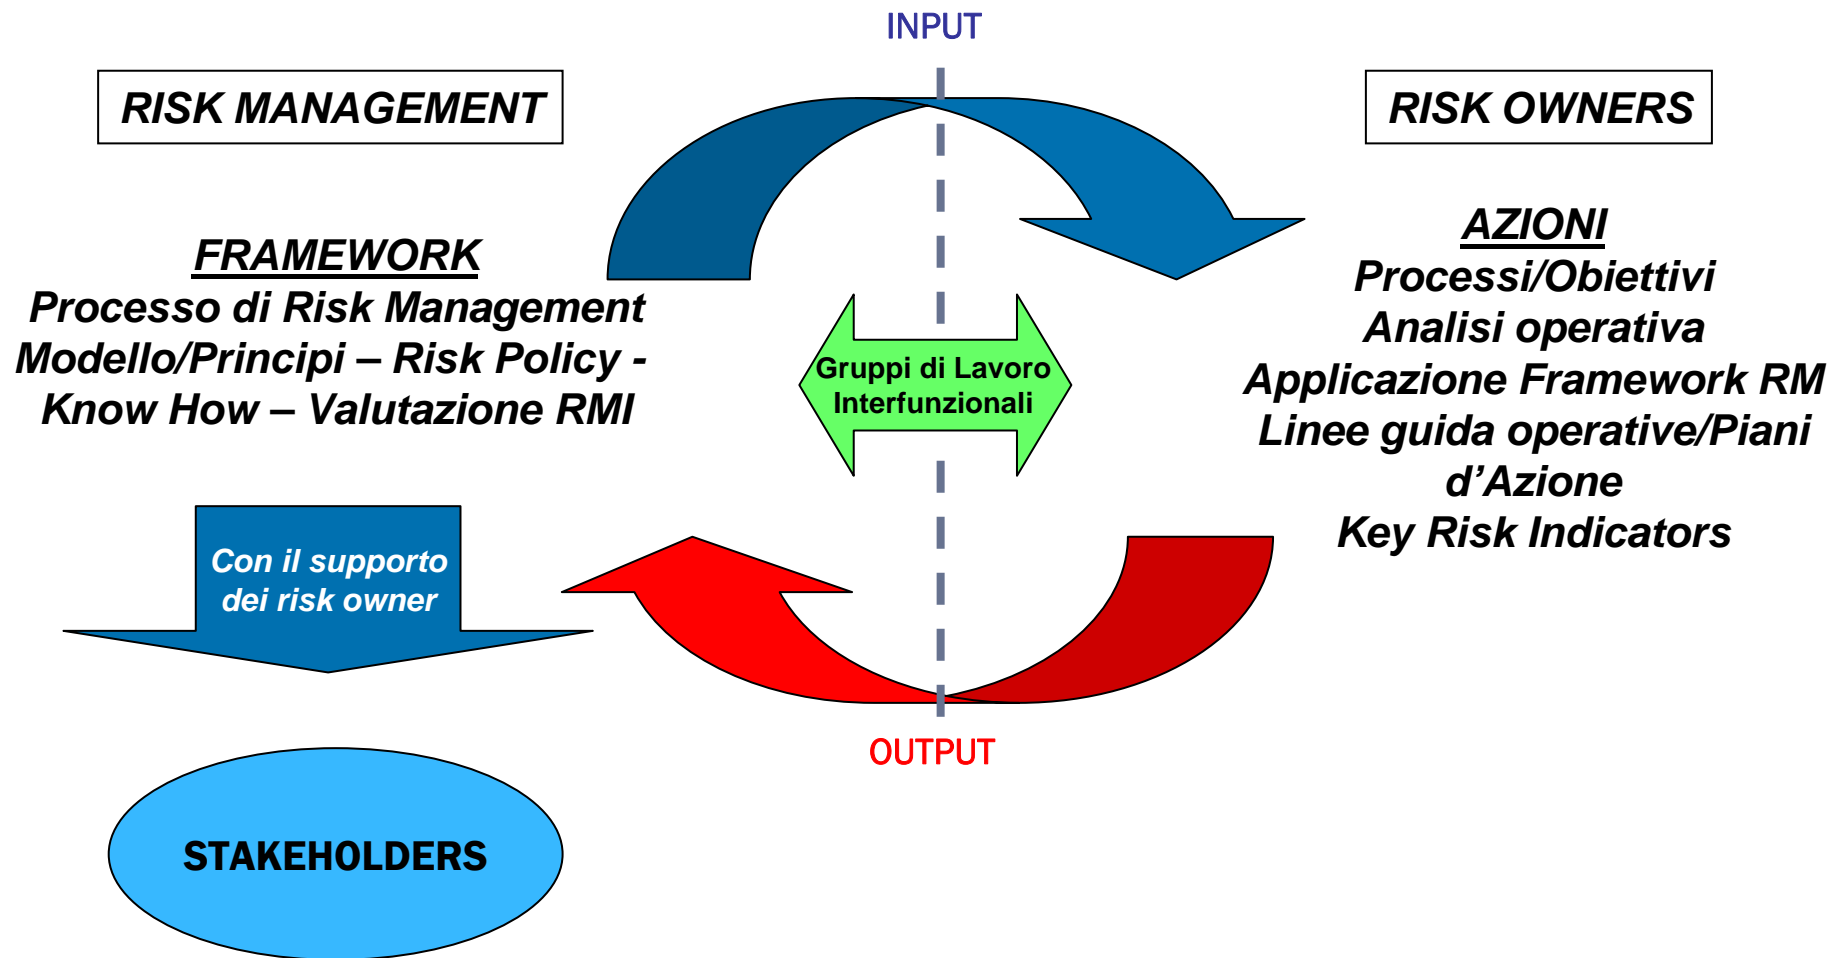 INPUT
RISK MANAGEMENT
RISK OWNERS
FRAMEWORK
Processo di Risk Management
Modello/Principi – Risk Policy -
Know How – Valutazione RMI
AZIONI
Processi/Obiettivi
Analisi operativa
Applicazione Framework RM
Linee guida operative/Piani
d’Azione
Key Risk Indicators
Gruppi di Lavoro
Interfunzionali
Con il supporto
dei risk owner
OUTPUT
STAKEHOLDERS